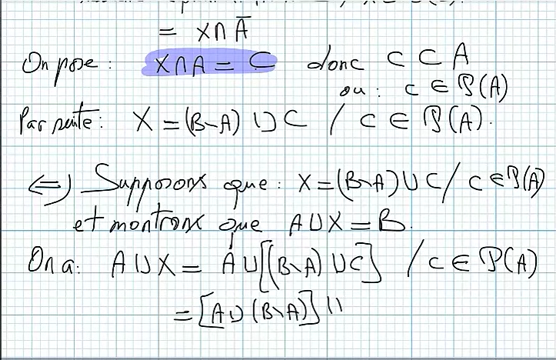 = X∩Ā
On pose : X∩A = C donc C ⊂ A
ou : C ∈ P(A)
Par suite : X = (B\A) ∪ C / C ∈ P(A).
⇐) Supposons que : X = (B\A) ∪ C / C ∈ P(A)
et montrons que A∪X = B.
On a : A∪X = A∪[(B\A) ∪ C] / C ∈ P(A)
= [A∪(B\A)] ∪